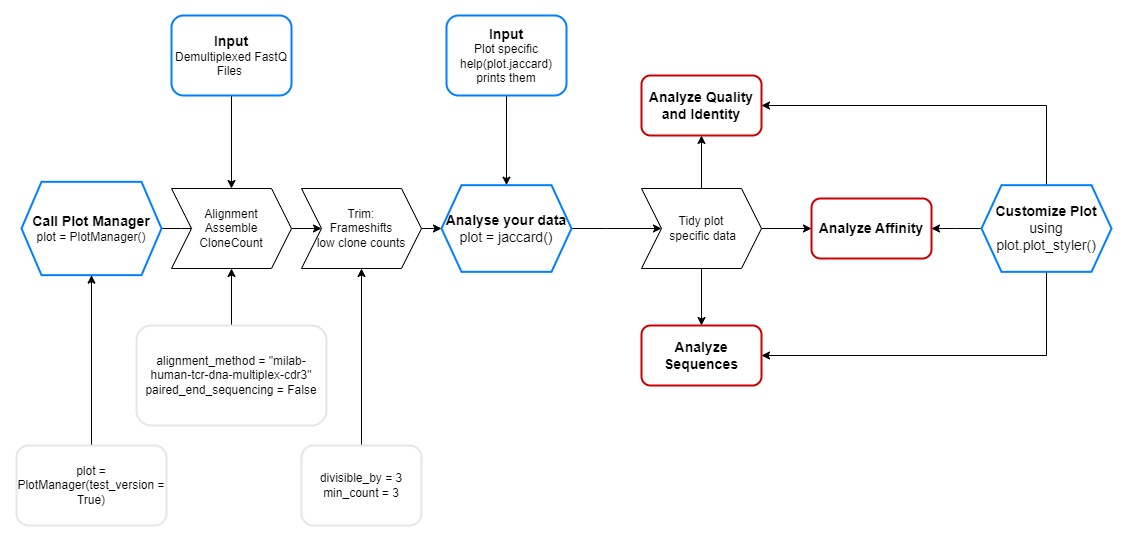 Input
Demultiplexed FastQ
Files
Input
Plot specific
help(plot.jaccard)
prints them
Analyze Quality
and Identity
Call Plot Manager
plot = PlotManager()
Alignment
Assemble
CloneCount
Trim:
Frameshifts
low clone counts
Analyse your data
plot = jaccard()
Tidy plot
specific data
Analyze Affinity
Customize Plot
using
plot.plot_styler()
alignment_method = "milab-
human-tcr-dna-multiplex-cdr3"
paired_end_sequencing = False
Analyze
Sequences
plot =
PlotManager(test_version =
True)
divisible_by = 3
min_count = 3